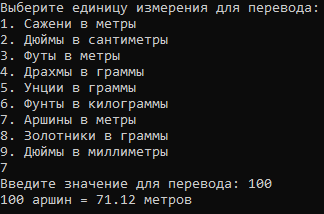 Выберите единицу измерения для перевода:
1. Сажени в метры
2. Дюймы в сантиметры
3. Футы в метры
4. Драхмы в граммы
5. Унции в граммы
6. Фунты в килограммы
7. Аршины в метры
8. Золотники в граммы
9. Дюймы в миллиметры
7
Введите значение для перевода: 100
100 аршин = 71.12 метров